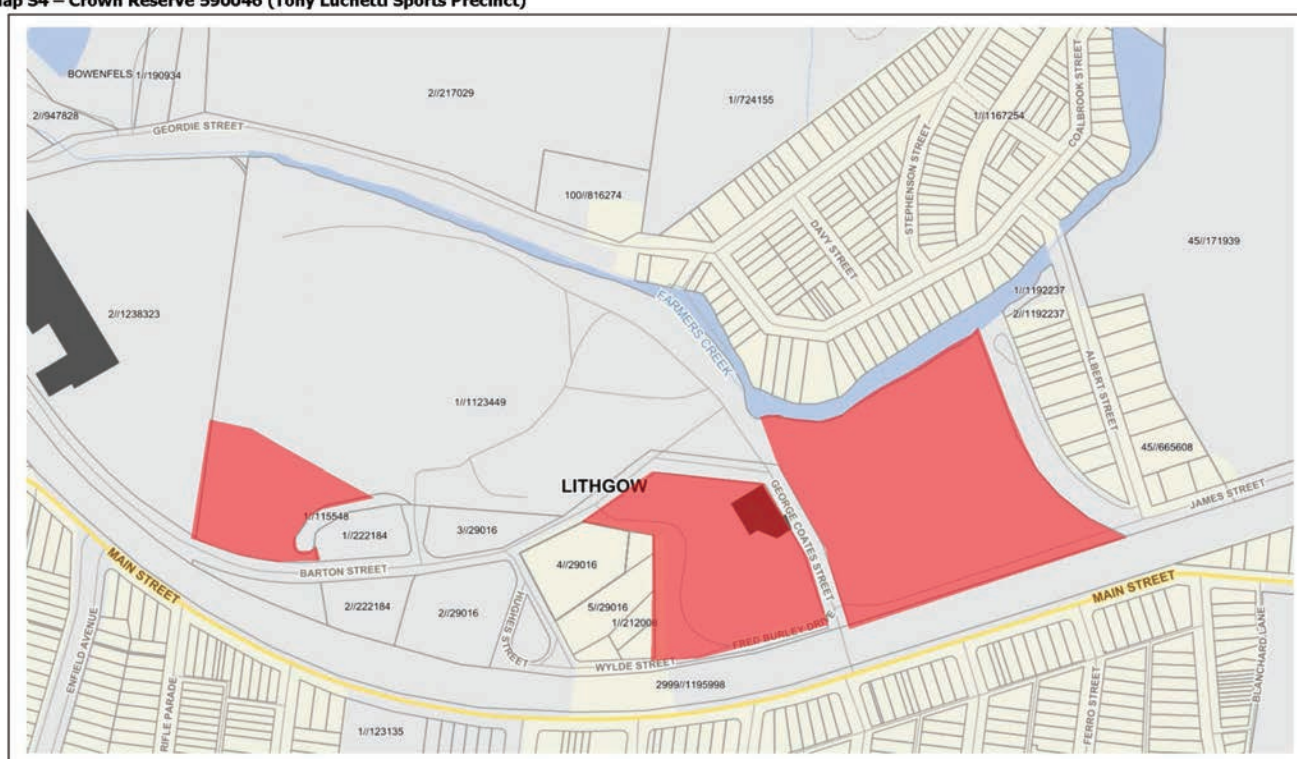 ap S4 – Crown Reserve 590046 (Tony Luchetti Sports Precinct)
BOWENFELS 1//190934
2//947828
GEORDIE STREET
2//217029
1//724155
1//1167254
COALBROOK STREET
STEPHENSON STREET
DAVY STREET
100//816274
45//171939
1//1192237
2//1192237
ALBERT STREET
45//665608
JAMES STREET
2//1238323
1//1123449
FARMERS CREEK
LITHGOW
GEORGE COATES STREET
1//115548
1//222184
3//29016
BARTON STREET
4//29016
2//222184
2//29016
HUGHES STREET
5//29016
1//212008
FRED BURLEY DRIVE
WYLDE STREET
2999//1195998
MAIN STREET
MAIN STREET
ENFIELD AVENUE
RIFLE PARADE
1//123135
FERRO STREET
BLANCHARD LANE